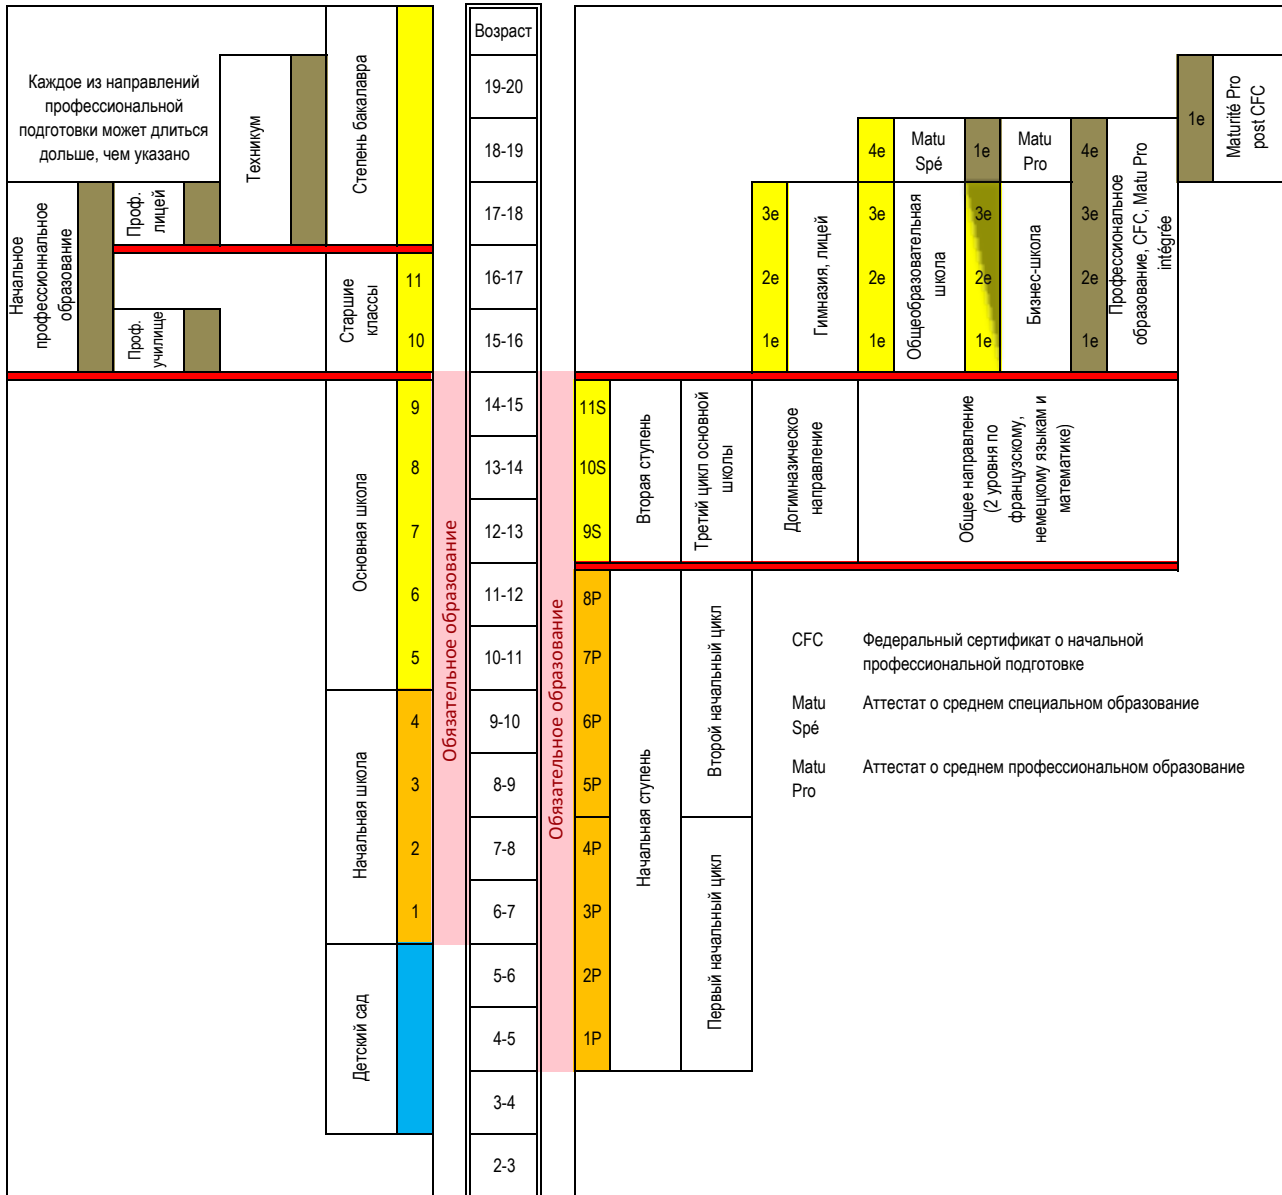 Каждое из направлений
профессиональной
подготовки может длиться
дольше, чем указано
Начальное
профессионнальное
образование
Проф.
лицей
Проф.
училище
Техникум
Степень бакалавра
Старшие
классы
11
10
Основная школа
9
8
7
6
5
Начальная школа
4
3
2
1
Детский сад
Обязательное образование
Возраст
19-20
18-19
17-18
16-17
15-16
14-15
13-14
12-13
11-12
10-11
9-10
8-9
7-8
6-7
5-6
4-5
3-4
2-3
Обязательное образование
11S
10S
9S
8P
7P
6P
5P
4P
3P
2P
1P
Вторая ступень
Начальная ступень
Третий цикл основной
школы
Второй начальный цикл
Первый начальный цикл
Догимназическое
направление
Общее направление
(2 уровня по
французскому,
немецкому языкам и
математике)
3e
2e
1e
Гимназия, лицей
4e
3e
2e
1e
Matu
Spé
Общеобразовательная
школа
1e
3e
2e
1e
Matu
Pro
Бизнес-школа
4e
3e
2e
1e
Профессиональное
образование, CFC, Matu Pro
intégrée
1e
Maturité Pro
post CFC
CFC Федеральный сертификат о начальной
профессиональной подготовке
Matu Аттестат о среднем специальном образование
Spé
Matu Аттестат о среднем профессиональном образование
Pro